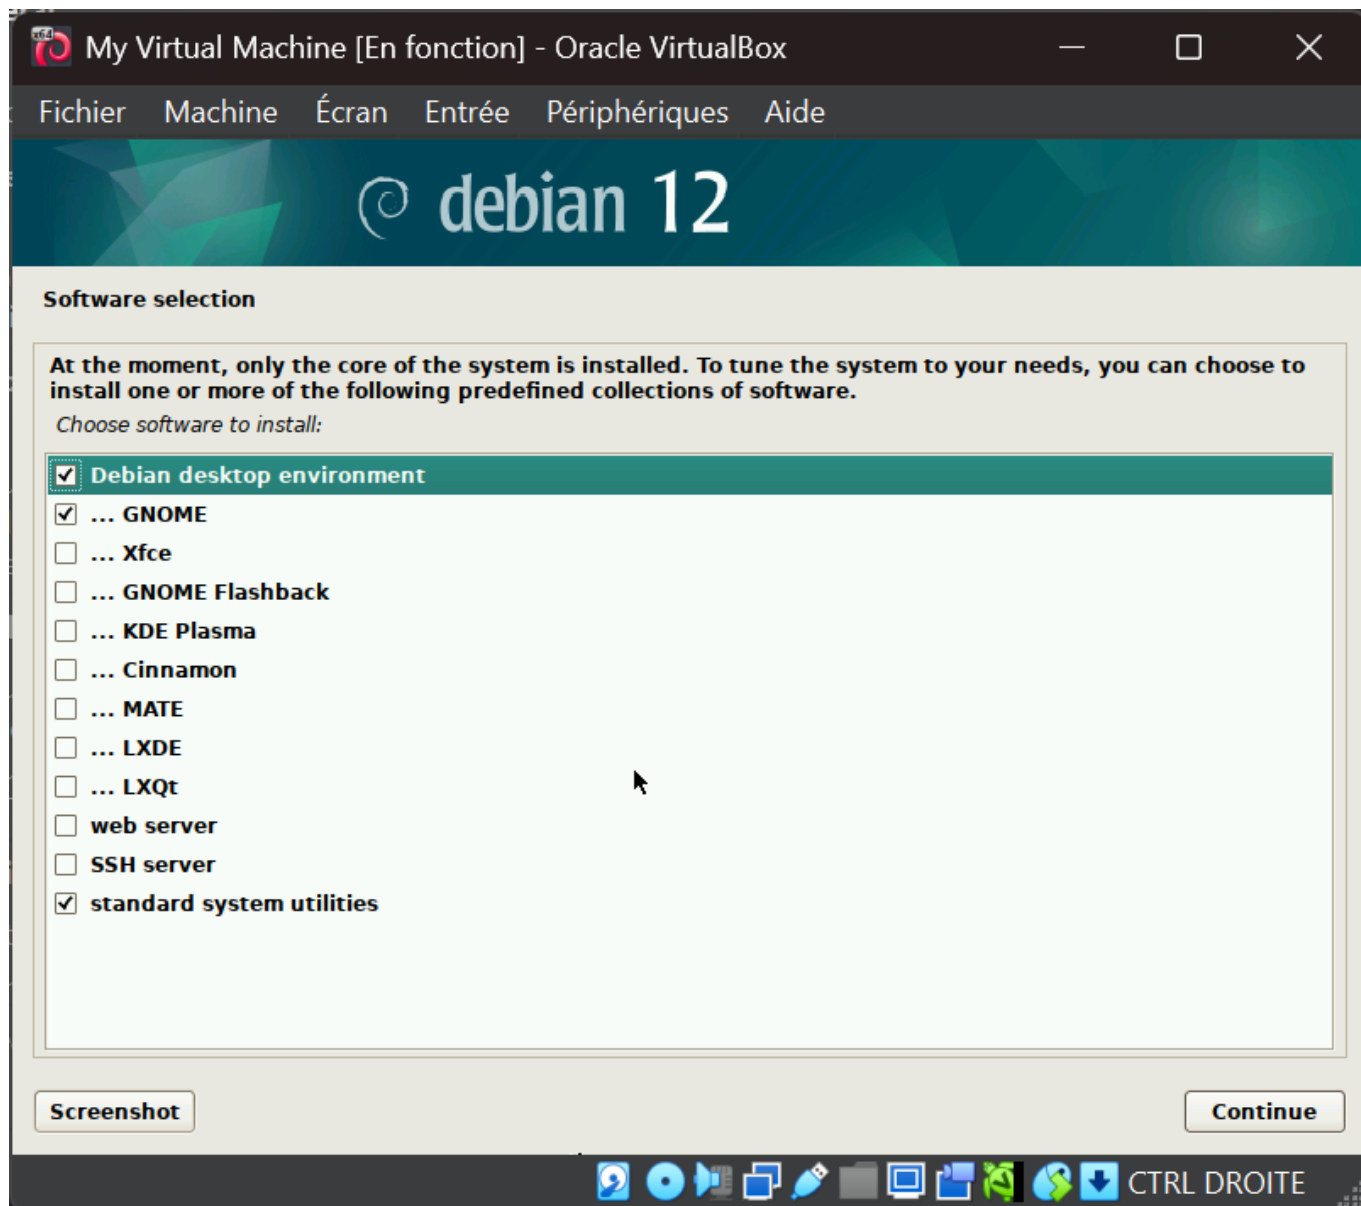 My Virtual Machine [En fonction] - Oracle VirtualBox
Fichier Machine Écran Entrée Périphériques Aide
debian 12
Software selection
At the moment, only the core of the system is installed. To tune the system to your needs, you can choose to
install one or more of the following predefined collections of software.
Choose software to install:
Debian desktop environment
... GNOME
... Xfce
... GNOME Flashback
... KDE Plasma
... Cinnamon
... MATE
... LXDE
... LXQt
web server
SSH server
standard system utilities
Screenshot
Continue
CTRL DROITE